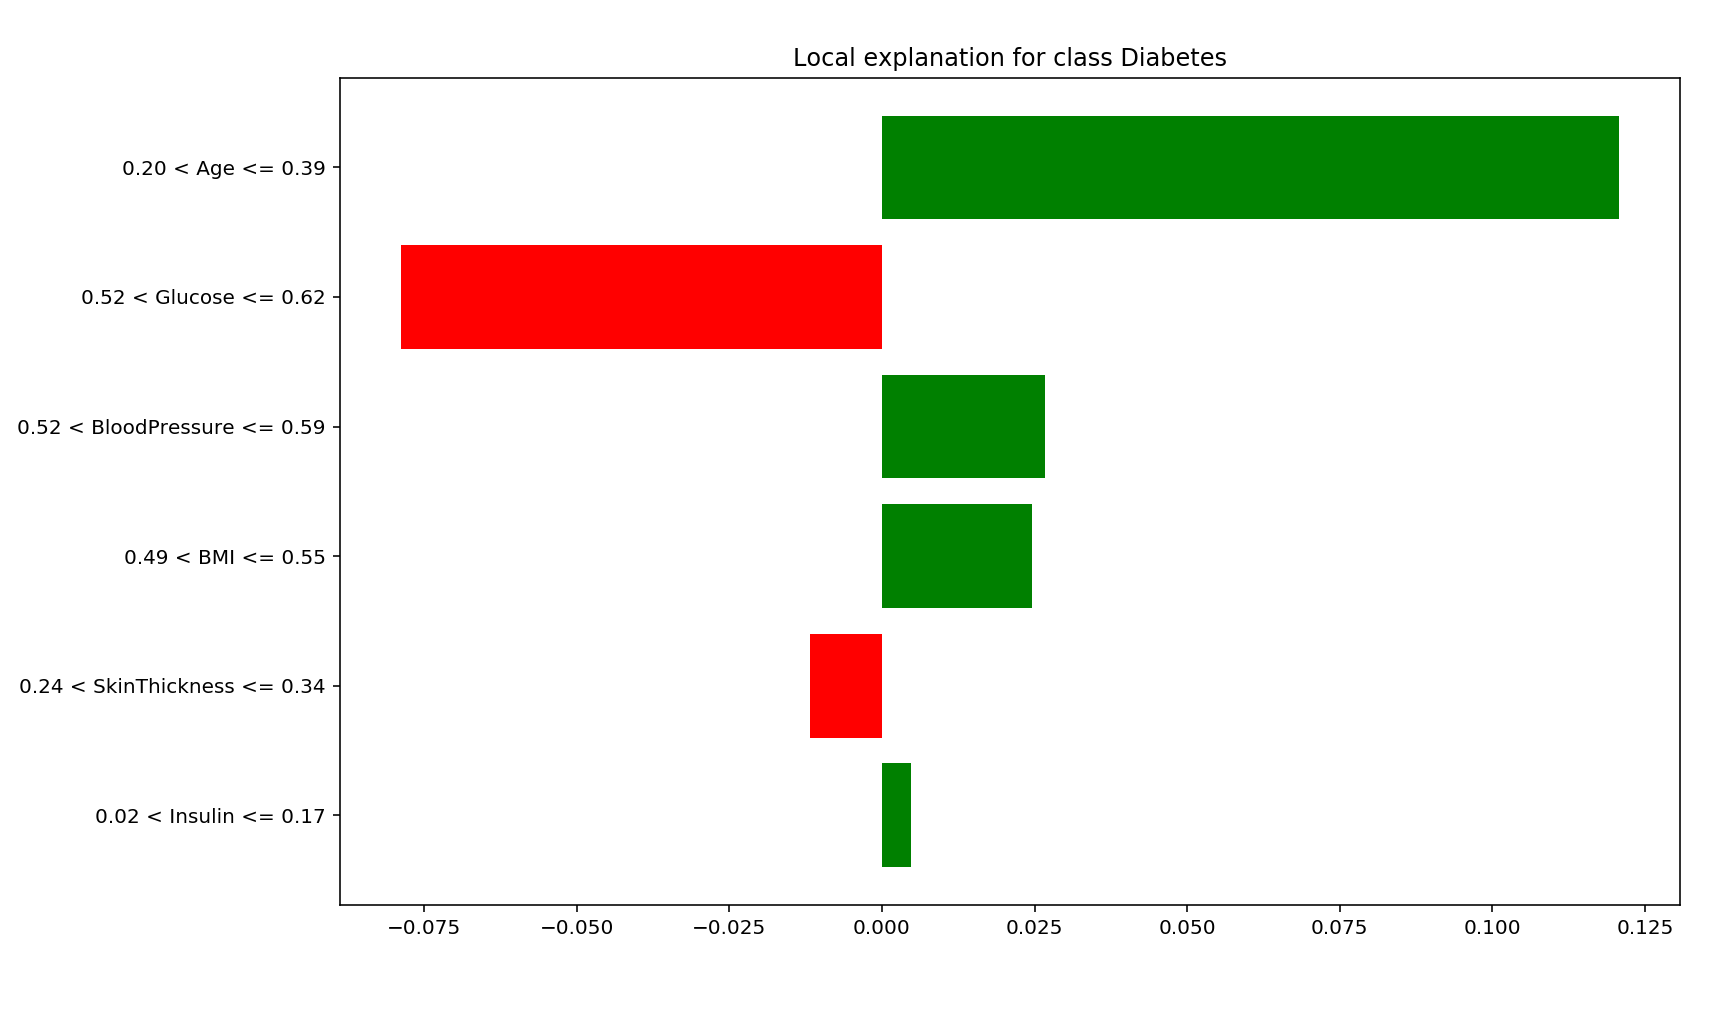 Local explanation for class Diabetes
0.20 < Age <= 0.39
0.52 < Glucose <= 0.62
0.52 < BloodPressure <= 0.59
0.49 < BMI <= 0.55
0.24 < SkinThickness <= 0.34
0.02 < Insulin <= 0.17
−0.075 −0.050 −0.025 0.000 0.025 0.050 0.075 0.100 0.125